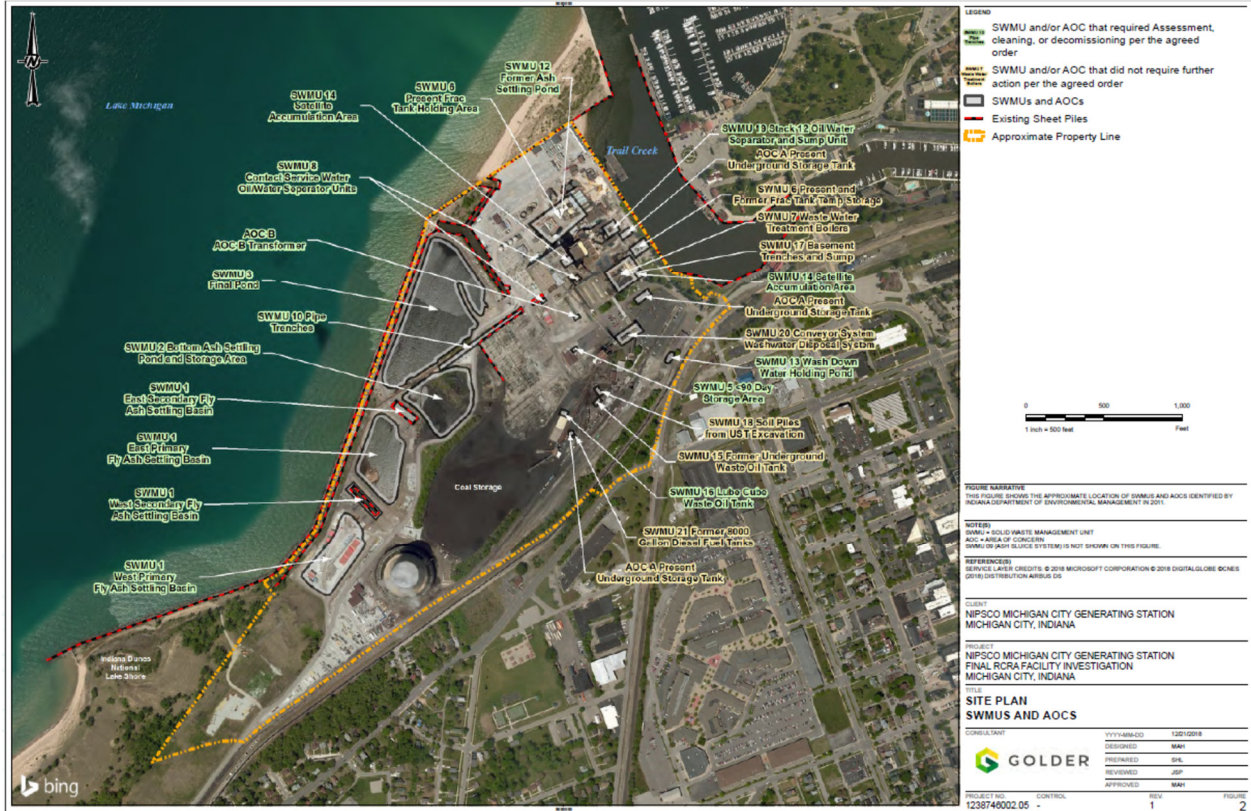 N
Lake Michigan
SWMU 12
Former Ash
Settling Pond
SWMU 6
Present Frac
Tank Holding Area
SWMU 14
Satellite
Accumulation Area
SWMU 8
Contact Service Water
Oil/Water Seperator Units
AOC B
AOC B Transformer
SWMU 3
Final Pond
SWMU 10 Pipe
Trenches
SWMU 2 Bottom Ash Settling
Pond and Storage Area
SWMU 1
East Secondary Fly
Ash Settling Basin
SWMU 1
East Primary
Fly Ash Settling Basin
SWMU 1
West Secondary Fly
Ash Settling Basin
SWMU 1
West Primary
Fly Ash Settling Basin
Indiana Dunes
National
Lake Shore
Coal Storage
Trail Creek
SWMU 19 Stack 12 Oil/Water
Separator and Sump Unit
AOC A Present
Underground Storage Tank
SWMU 6 Present and
Former Frac Tank Temp Storage
SWMU 7 Waste Water
Treatment Boilers
SWMU 17 Basement
Trenches and Sump
SWMU 14 Satellite
Accumulation Area
AOC A Present
Underground Storage Tank
SWMU 20 Conveyor System
Washwater Disposal System
SWMU 13 Wash Down
Water Holding Pond
SWMU 5 <90 Day
Storage Area
SWMU 18 Soil Piles
from UST Excavation
SWMU 15 Former Underground
Waste Oil Tank
SWMU 16 Lube Cube
Waste Oil Tank
SWMU 21 Former 8000
Gallon Diesel Fuel Tanks
AOC A Present
Underground Storage Tank
bing
LEGEND
SWMU and/or AOC that required Assessment,
cleaning, or decomissioning per the agreed
order
SWMU and/or AOC that did not require further
action per the agreed order
SWMUs and AOCs
Existing Sheet Piles
Approximate Property Line
0 500 1,000
1 inch = 500 feet Feet
FIGURE NARRATIVE
THIS FIGURE SHOWS THE APPROXIMATE LOCATION OF SWMUS AND AOCS IDENTIFIED BY
INDIANA DEPARTMENT OF ENVIRONMENTAL MANAGEMENT IN 2011.
NOTE(S)
SWMU = SOLID WASTE MANAGEMENT UNIT
AOC = AREA OF CONCERN
SWMU 09 (ASH SLUICE SYSTEM) IS NOT SHOWN ON THIS FIGURE.
REFERENCE(S)
SERVICE LAYER CREDITS: © 2018 MICROSOFT CORPORATION © 2018 DIGITALGLOBE ©CNES
(2018) DISTRIBUTION AIRBUS DS
CLIENT
NIPSCO MICHIGAN CITY GENERATING STATION
MICHIGAN CITY, INDIANA
PROJECT
NIPSCO MICHIGAN CITY GENERATING STATION
FINAL RCRA FACILITY INVESTIGATION
MICHIGAN CITY, INDIANA
TITLE
SITE PLAN
SWMUS AND AOCS
CONSULTANT
GOLDER
YYYY-MM-DD 12/21/2018
DESIGNED MAH
PREPARED SHL
REVIEWED JSP
APPROVED MAH
PROJECT NO. CONTROL REV. FIGURE
1238746002.05 - 1 2